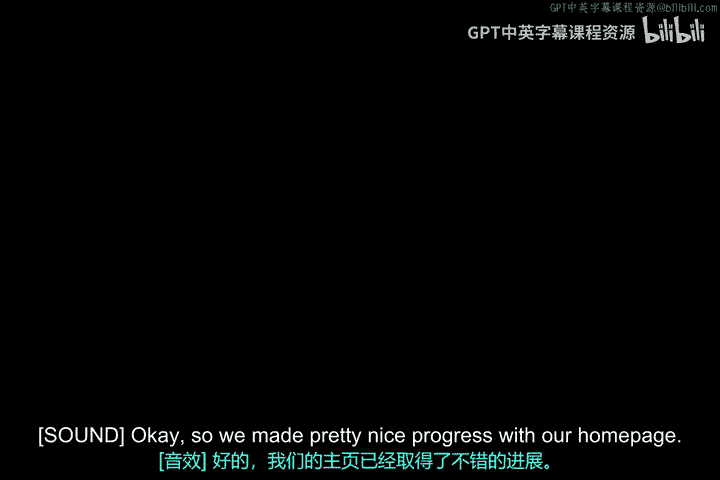 GPT中英字幕课程资源@bilibili.com
GPT中英字幕课程资源 bilibili
[SOUND] Okay, so we made pretty nice progress with our homepage.
[音效] 好的，我们的主页已经取得了不错的进展。